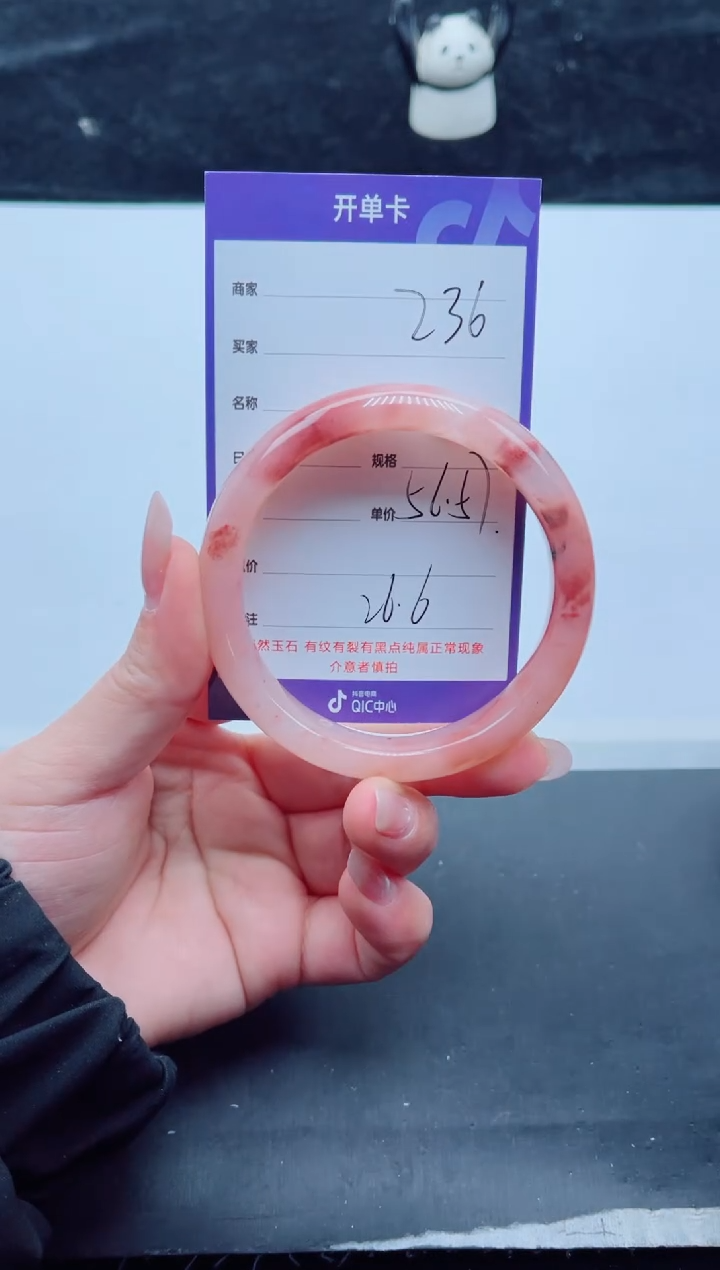 开单卡
商家
236
买家
名称
规格
单价 56.5
价 26.6
注
然玉石 有纹有裂有黑点纯属正常现象
介意者慎拍
抖音电商
QIC中心